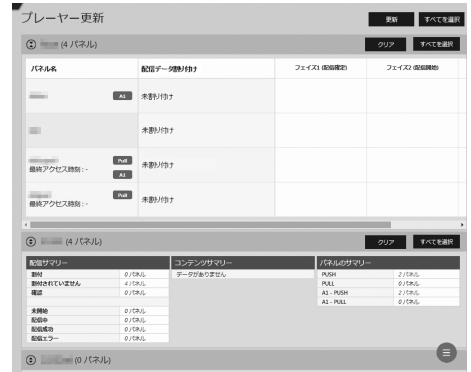 プレーヤー更新
更新 すべてを選択
(4 パネル) クリア すべてを選択
パネル名 配信データ割り付け フェイズ1 (配信確定) フェイズ2 (配信開始)
A1 未割り付け
未割り付け
Pull
最終アクセス時刻 : - A1 未割り付け
Pull
最終アクセス時刻 : - 未割り付け
(4 パネル) クリア すべてを選択
配信サマリー コンテンツサマリー パネルのサマリー
割付 0 パネル データがありません PUSH 2 パネル
割付されていません 4 パネル PULL 0 パネル
確認 0 パネル A1 - PUSH 2 パネル
A1 - PULL 0 パネル
未開始 0 パネル
配信中 0 パネル
配信成功 0 パネル
配信エラー 0 パネル
(0 パネル)